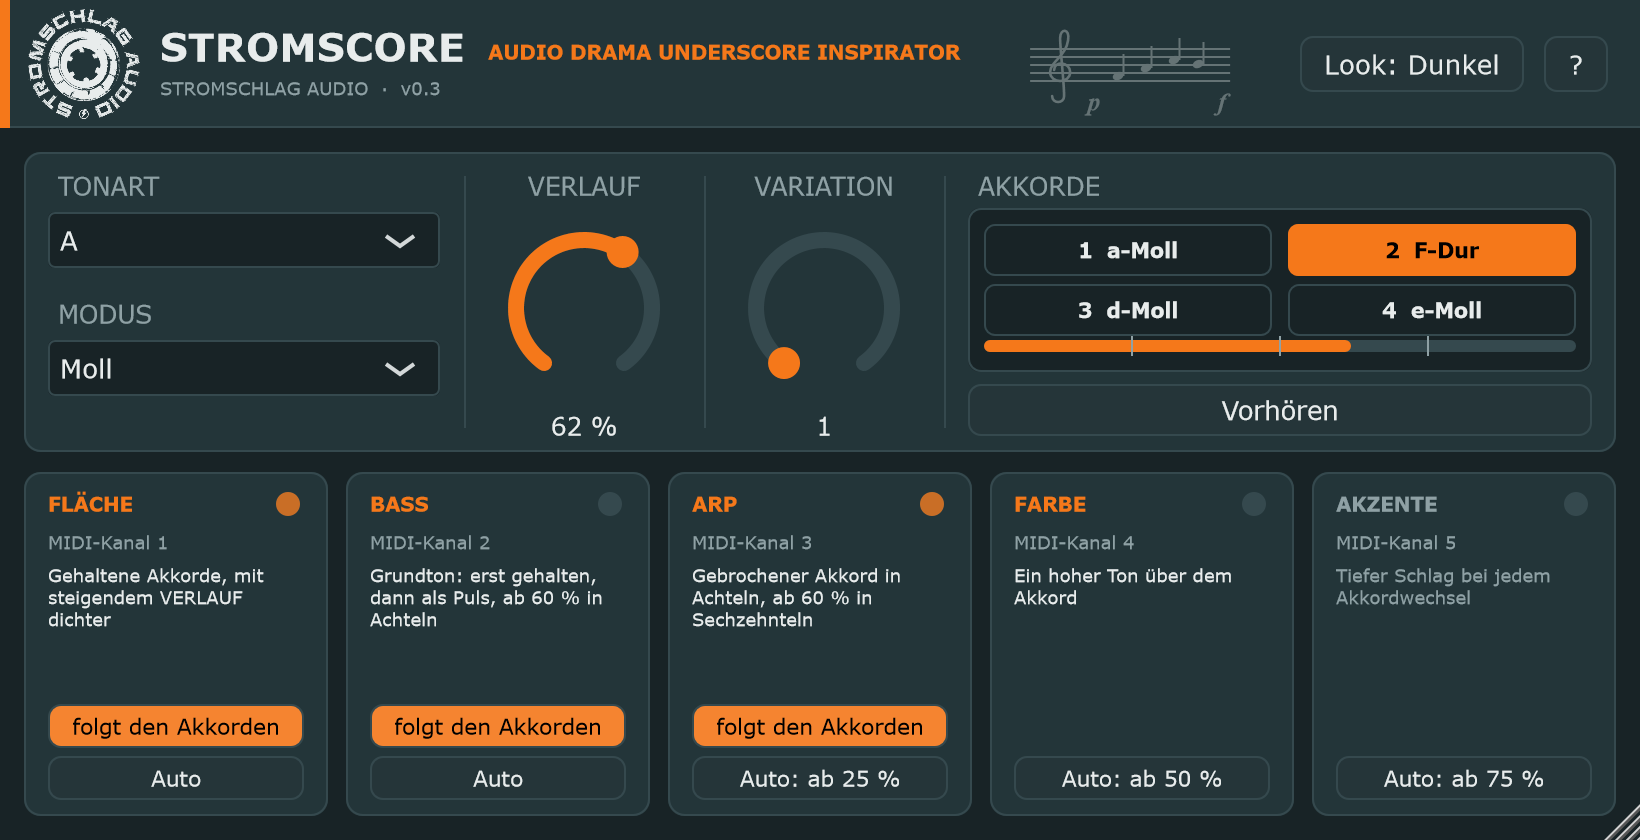 STROMSCHLAG AUDIO
STROMSCORE
AUDIO DRAMA UNDERSCORE INSPIRATOR
STROMSCHLAG AUDIO · v0.3
p f
Look: Dunkel
?
TONART
A
MODUS
Moll
VERLAUF
62 %
VARIATION
1
AKKORDE
1 a-Moll
2 F-Dur
3 d-Moll
4 e-Moll
Vorhören
FLÄCHE
MIDI-Kanal 1
Gehaltene Akkorde, mit
steigendem VERLAUF
dichter
folgt den Akkorden
Auto
BASS
MIDI-Kanal 2
Grundton: erst gehalten,
dann als Puls, ab 60 % in
Achteln
folgt den Akkorden
Auto
ARP
MIDI-Kanal 3
Gebrochener Akkord in
Achteln, ab 60 % in
Sechzehnteln
folgt den Akkorden
Auto: ab 25 %
FARBE
MIDI-Kanal 4
Ein hoher Ton über dem
Akkord
Auto: ab 50 %
AKZENTE
MIDI-Kanal 5
Tiefer Schlag bei jedem
Akkordwechsel
Auto: ab 75 %